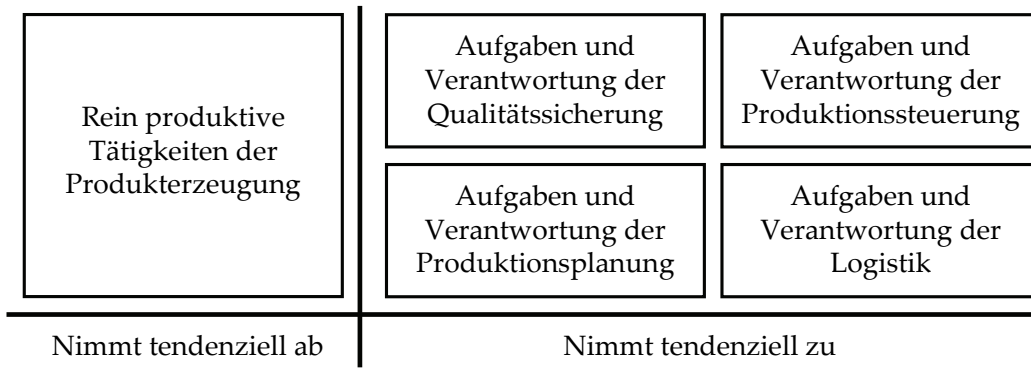 Rein produktive
Tätigkeiten der
Produkterzeugung
Aufgaben und
Verantwortung der
Qualitätssicherung
Aufgaben und
Verantwortung der
Produktionssteuerung
Aufgaben und
Verantwortung der
Produktionsplanung
Aufgaben und
Verantwortung der
Logistik
Nimmt tendenziell ab
Nimmt tendenziell zu